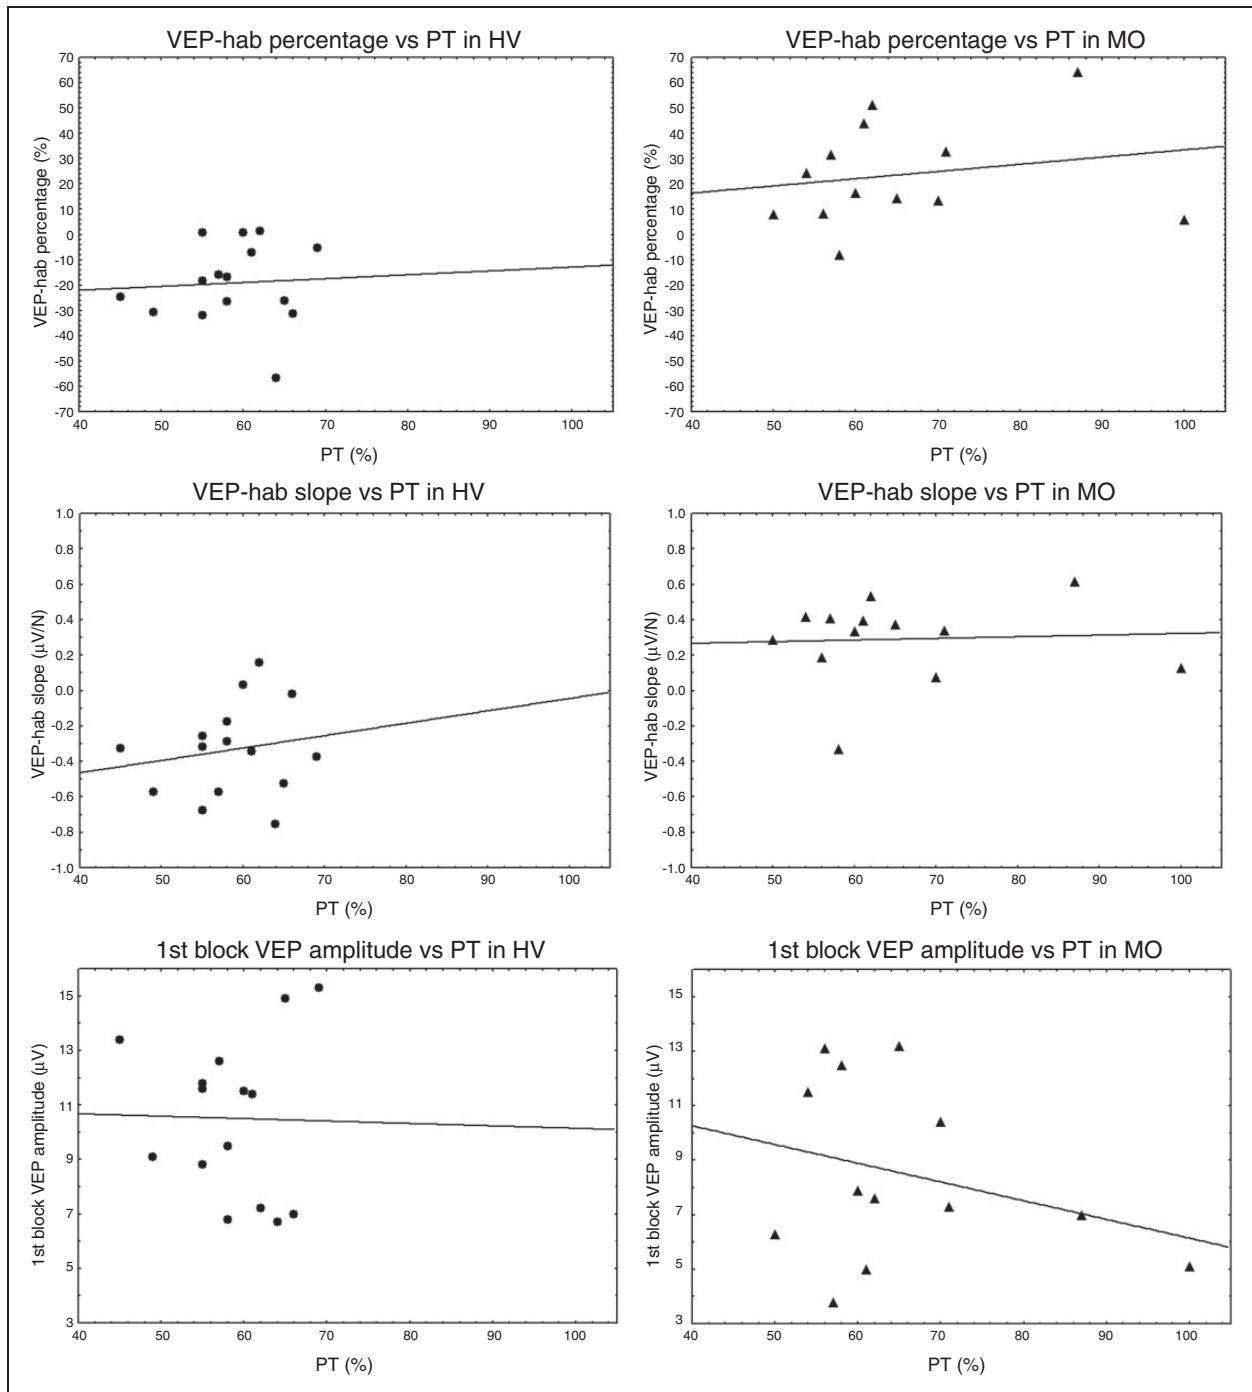 VEP-hab percentage vs PT in HV
70
60
50
40
30
20
10
0
-10
-20
-30
-40
-50
-60
-70
VEP-hab percentage (%)
40 50 60 70 80 90 100
PT (%)
VEP-hab percentage vs PT in MO
70
60
50
40
30
20
10
0
-10
-20
-30
-40
-50
-60
-70
VEP-hab percentage (%)
40 50 60 70 80 90 100
PT (%)
VEP-hab slope vs PT in HV
1.0
0.8
0.6
0.4
0.2
0.0
-0.2
-0.4
-0.6
-0.8
-1.0
VEP-hab slope (µV/N)
40 50 60 70 80 90 100
PT (%)
VEP-hab slope vs PT in MO
1.0
0.8
0.6
0.4
0.2
0.0
-0.2
-0.4
-0.6
-0.8
-1.0
VEP-hab slope (µV/N)
40 50 60 70 80 90 100
PT (%)
1st block VEP amplitude vs PT in HV
15
13
11
9
7
5
3
1st block VEP amplitude (µV)
40 50 60 70 80 90 100
PT (%)
1st block VEP amplitude vs PT in MO
15
13
11
9
7
5
3
1st block VEP amplitude (µV)
40 50 60 70 80 90 100
PT (%)